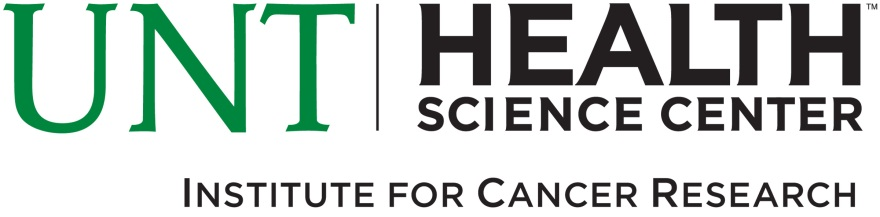 UNT | HEALTH™
SCIENCE CENTER
INSTITUTE FOR CANCER RESEARCH